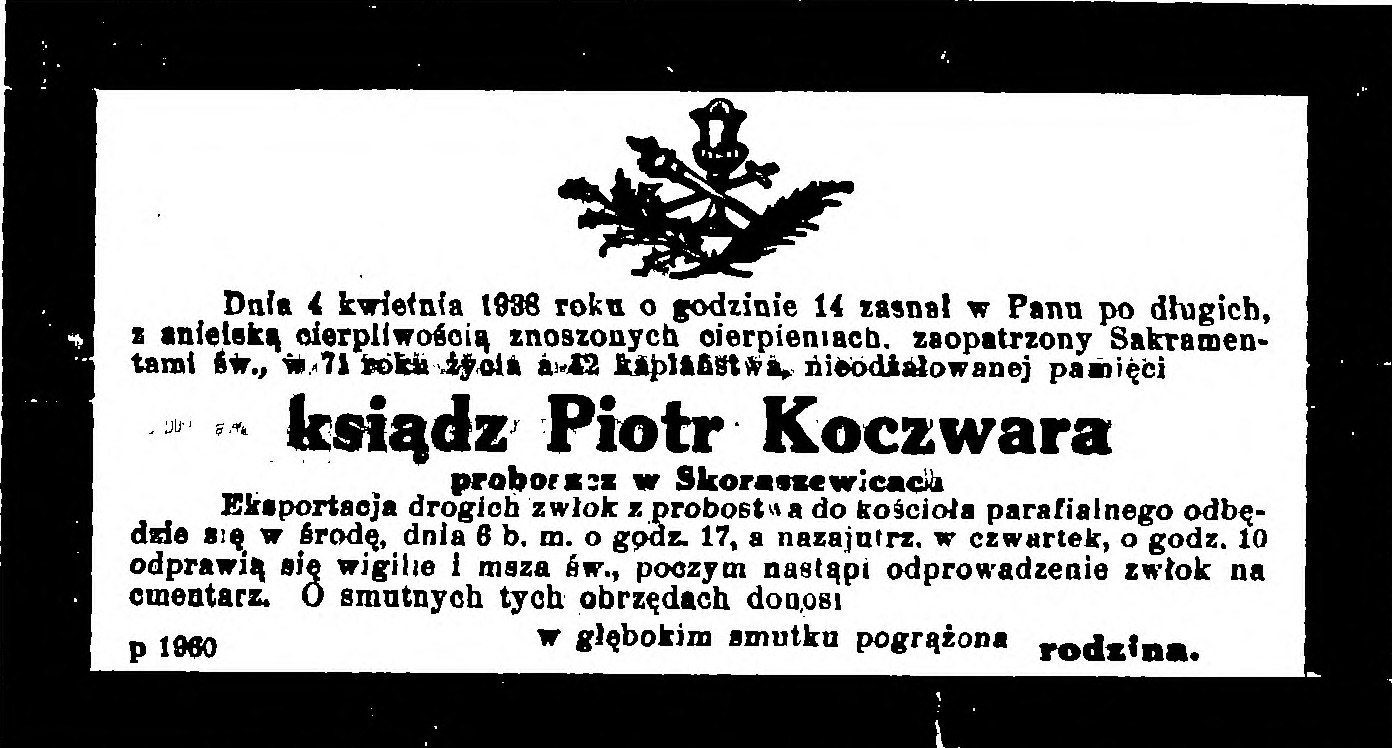 Dnia 4 kwietnia 1938 roku o godzinie 14 zasnął w Panu po długich,
z anielską cierpliwością znoszonych cierpieniach, zaopatrzony Sakramen-
tami św., w 71 roku życia a 42 kapłaństwa, nieodżałowanej pamięci
ksiądz Piotr Koczwara
proboszcz w Skoraszewicach
Eksportacja drogich zwłok z probostwa do kościoła parafialnego odbę-
dzie się w środę, dnia 6 b. m. o godz. 17, a nazajutrz, w czwartek, o godz. 10
odprawią się wigilie i msza św., poczym nastąpi odprowadzenie zwłok na
cmentarz. O smutnych tych obrzędach donosi
w głębokim smutku pogrążona rodzina.
p 1960